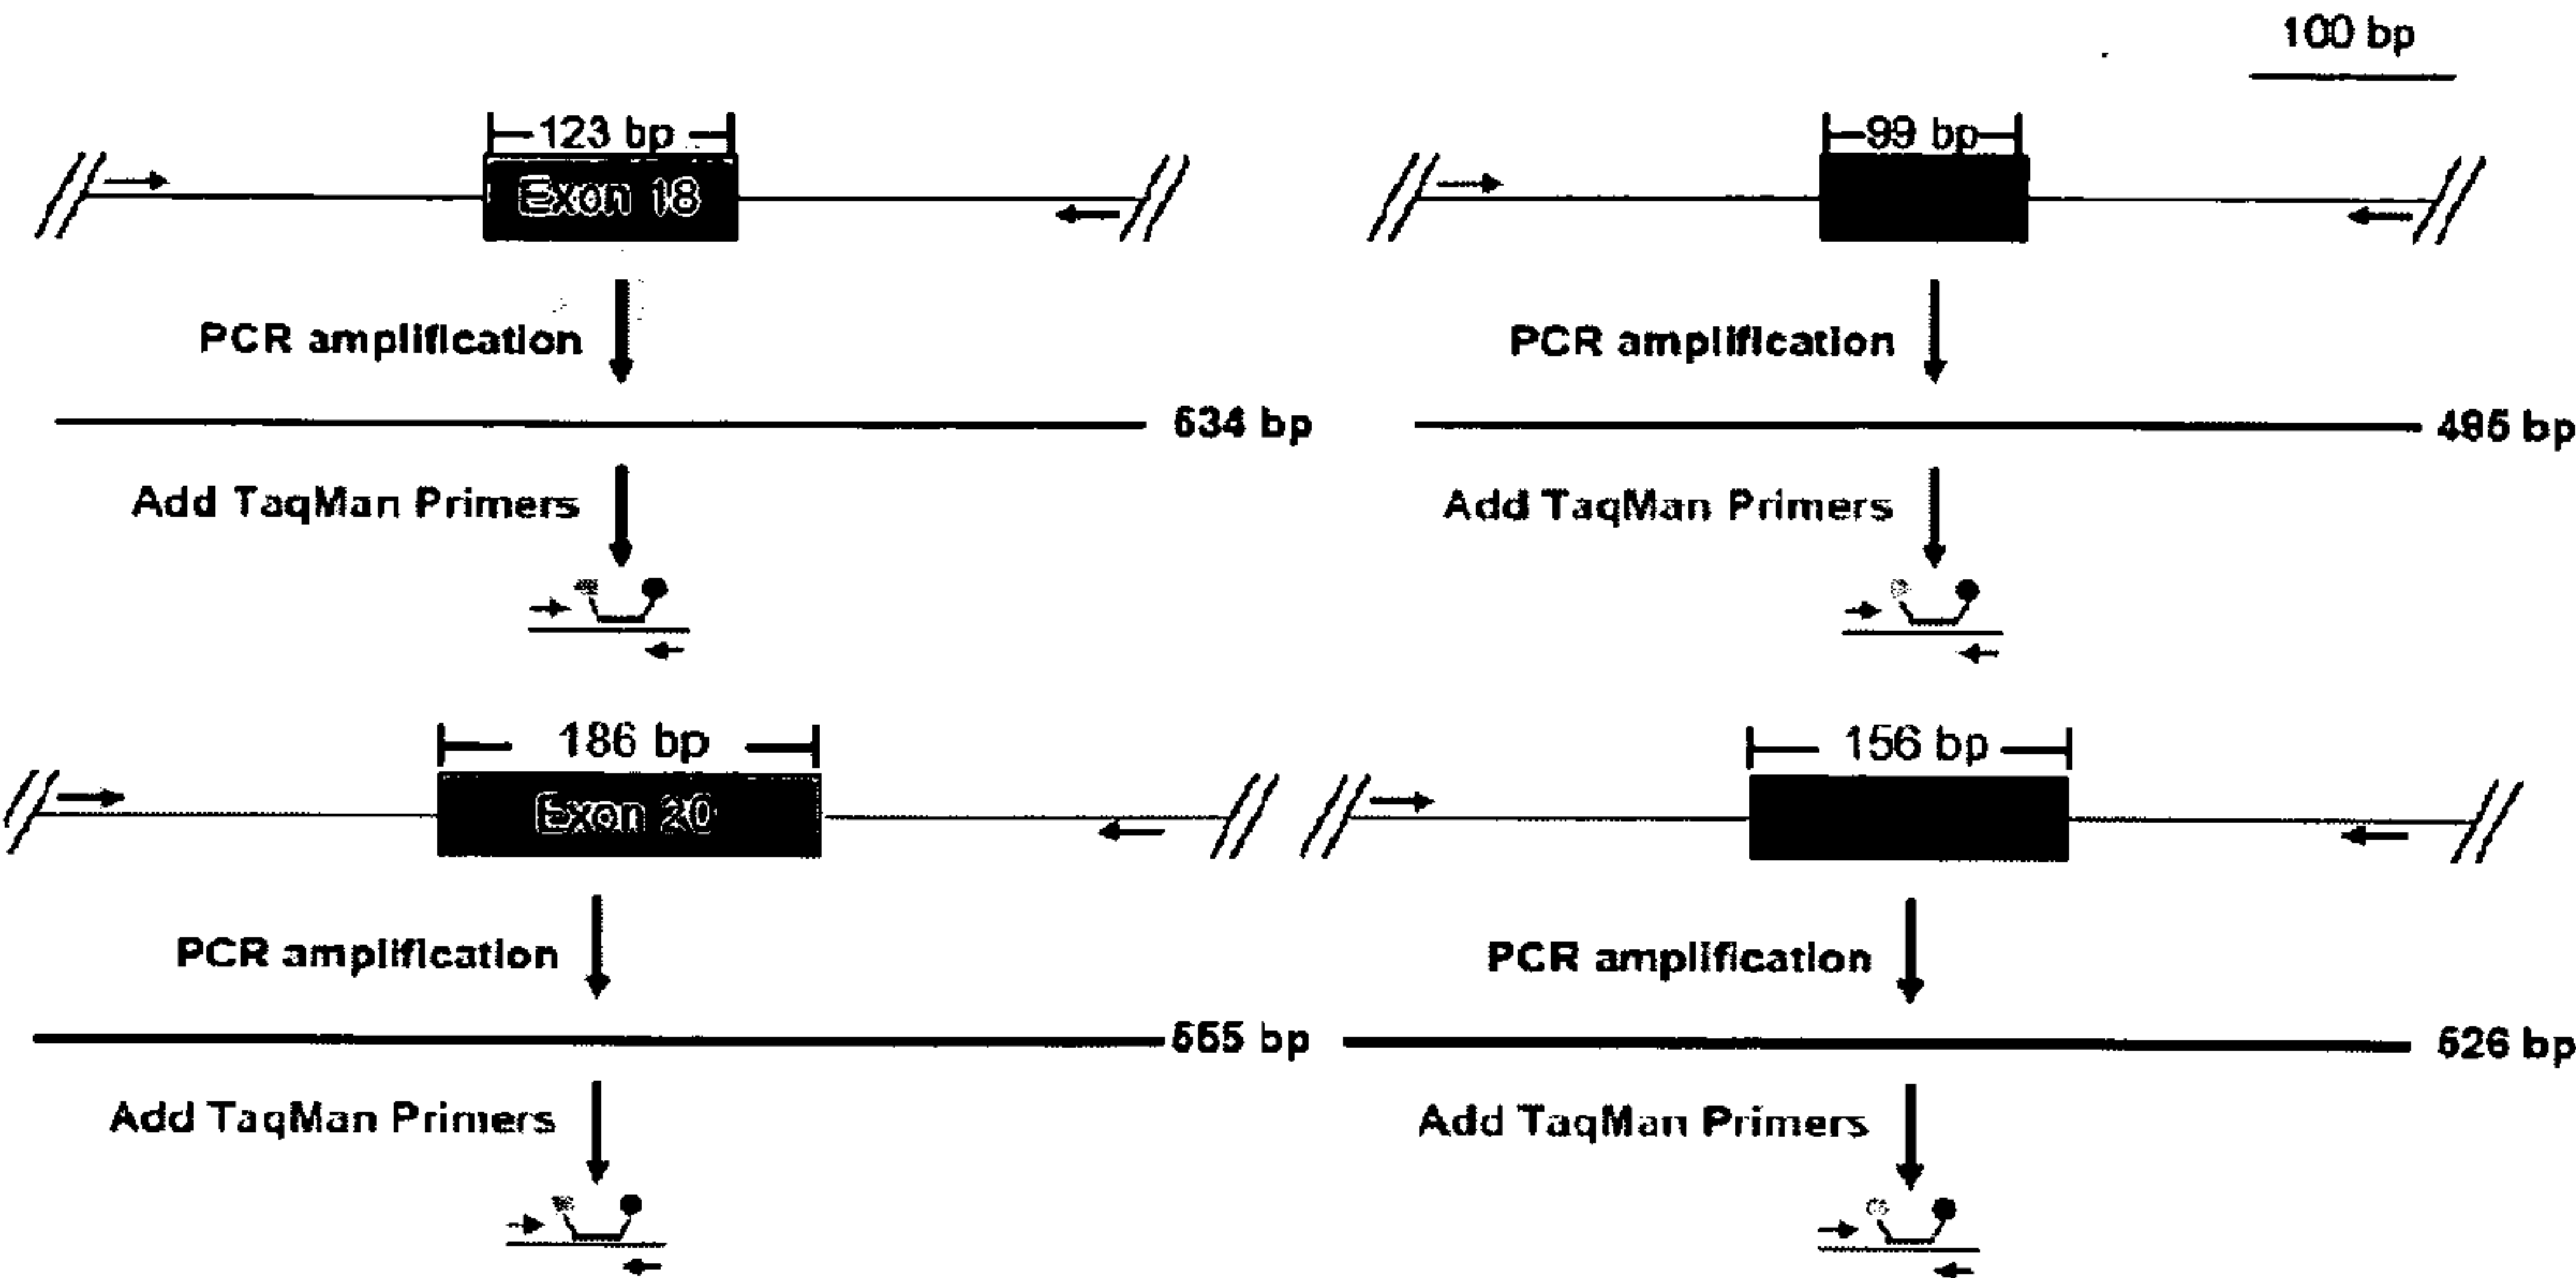 100 bp
123 bp
Exon 18
PCR amplification
534 bp
Add TaqMan Primers
99 bp
PCR amplification
495 bp
Add TaqMan Primers
186 bp
Exon 20
PCR amplification
555 bp
Add TaqMan Primers
156 bp
PCR amplification
526 bp
Add TaqMan Primers